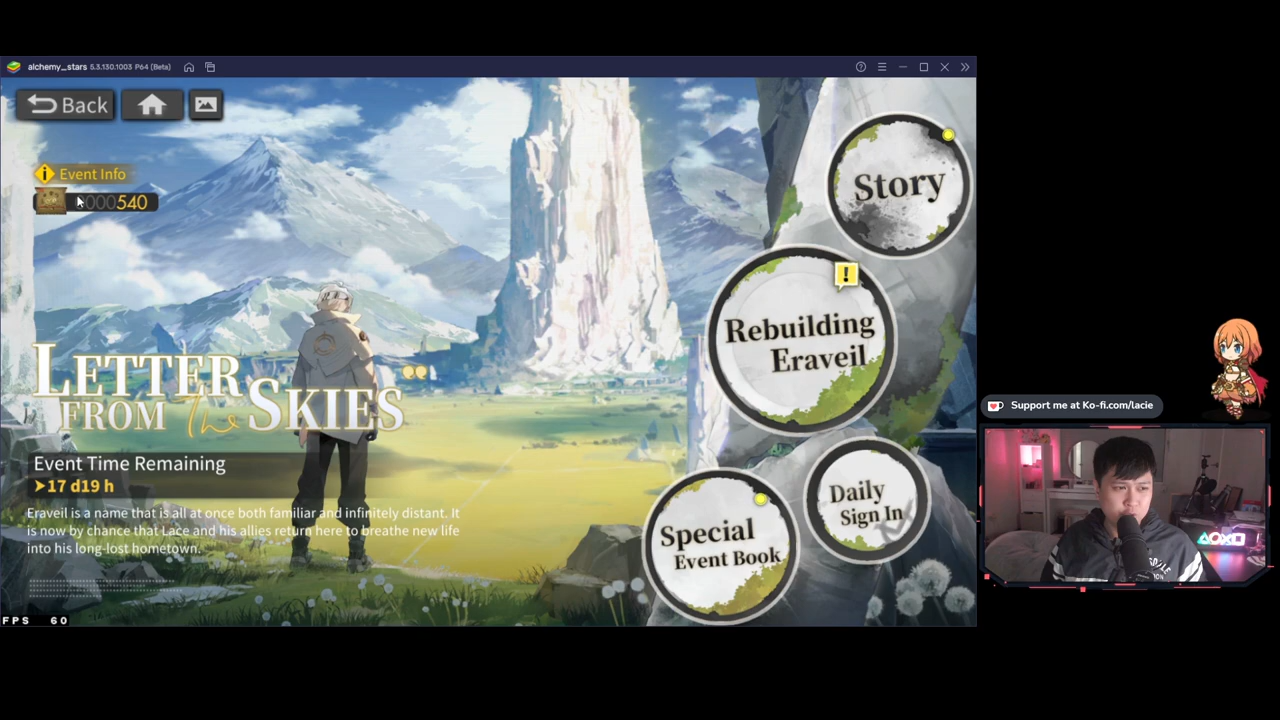 alchemy_stars 5.3.130.1003 P64 (Beta)
Back
Event Info
000540
Story
Rebuilding
Eraveil
LETTER
FROM The SKIES
Event Time Remaining
17 d19 h
Eraveil is a name that is all at once both familiar and infinitely distant. It
is now by chance that Lace and his allies return here to breathe new life
into his long-lost hometown.
Daily
Sign In
Special
Event Book
FPS 60
Support me at Ko-fi.com/lacie